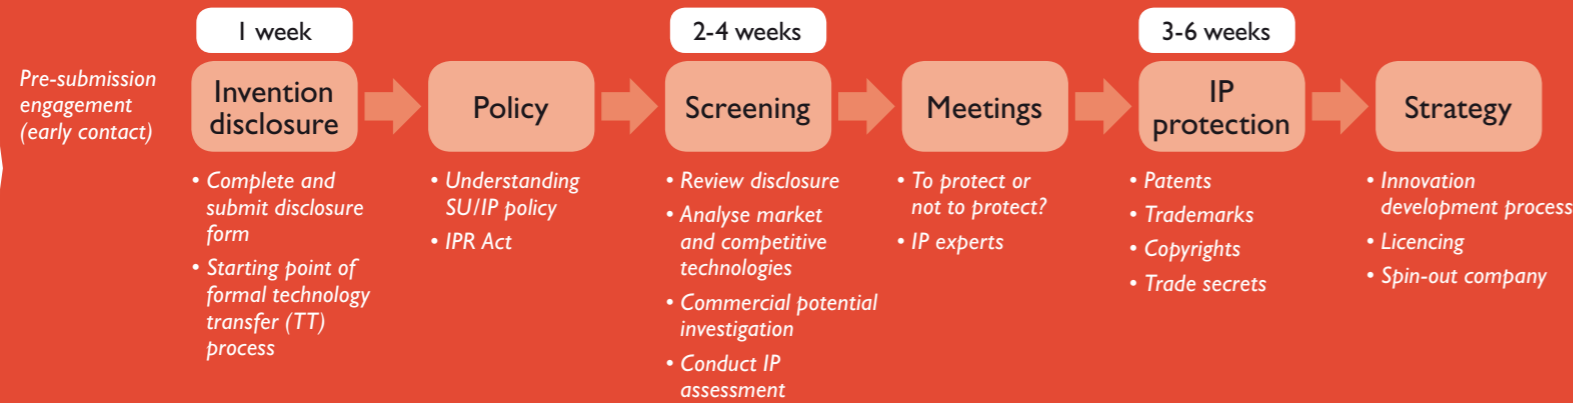 Pre-submission
engagement
(early contact)
1 week
Invention
disclosure
• Complete and
submit disclosure
form
• Starting point of
formal technology
transfer (TT)
process
Policy
• Understanding
SU/IP policy
• IPR Act
2-4 weeks
Screening
• Review disclosure
• Analyse market
and competitive
technologies
• Commercial potential
investigation
• Conduct IP
assessment
Meetings
• To protect or
not to protect?
• IP experts
3-6 weeks
IP
protection
• Patents
• Trademarks
• Copyrights
• Trade secrets
Strategy
• Innovation
development process
• Licencing
• Spin-out company